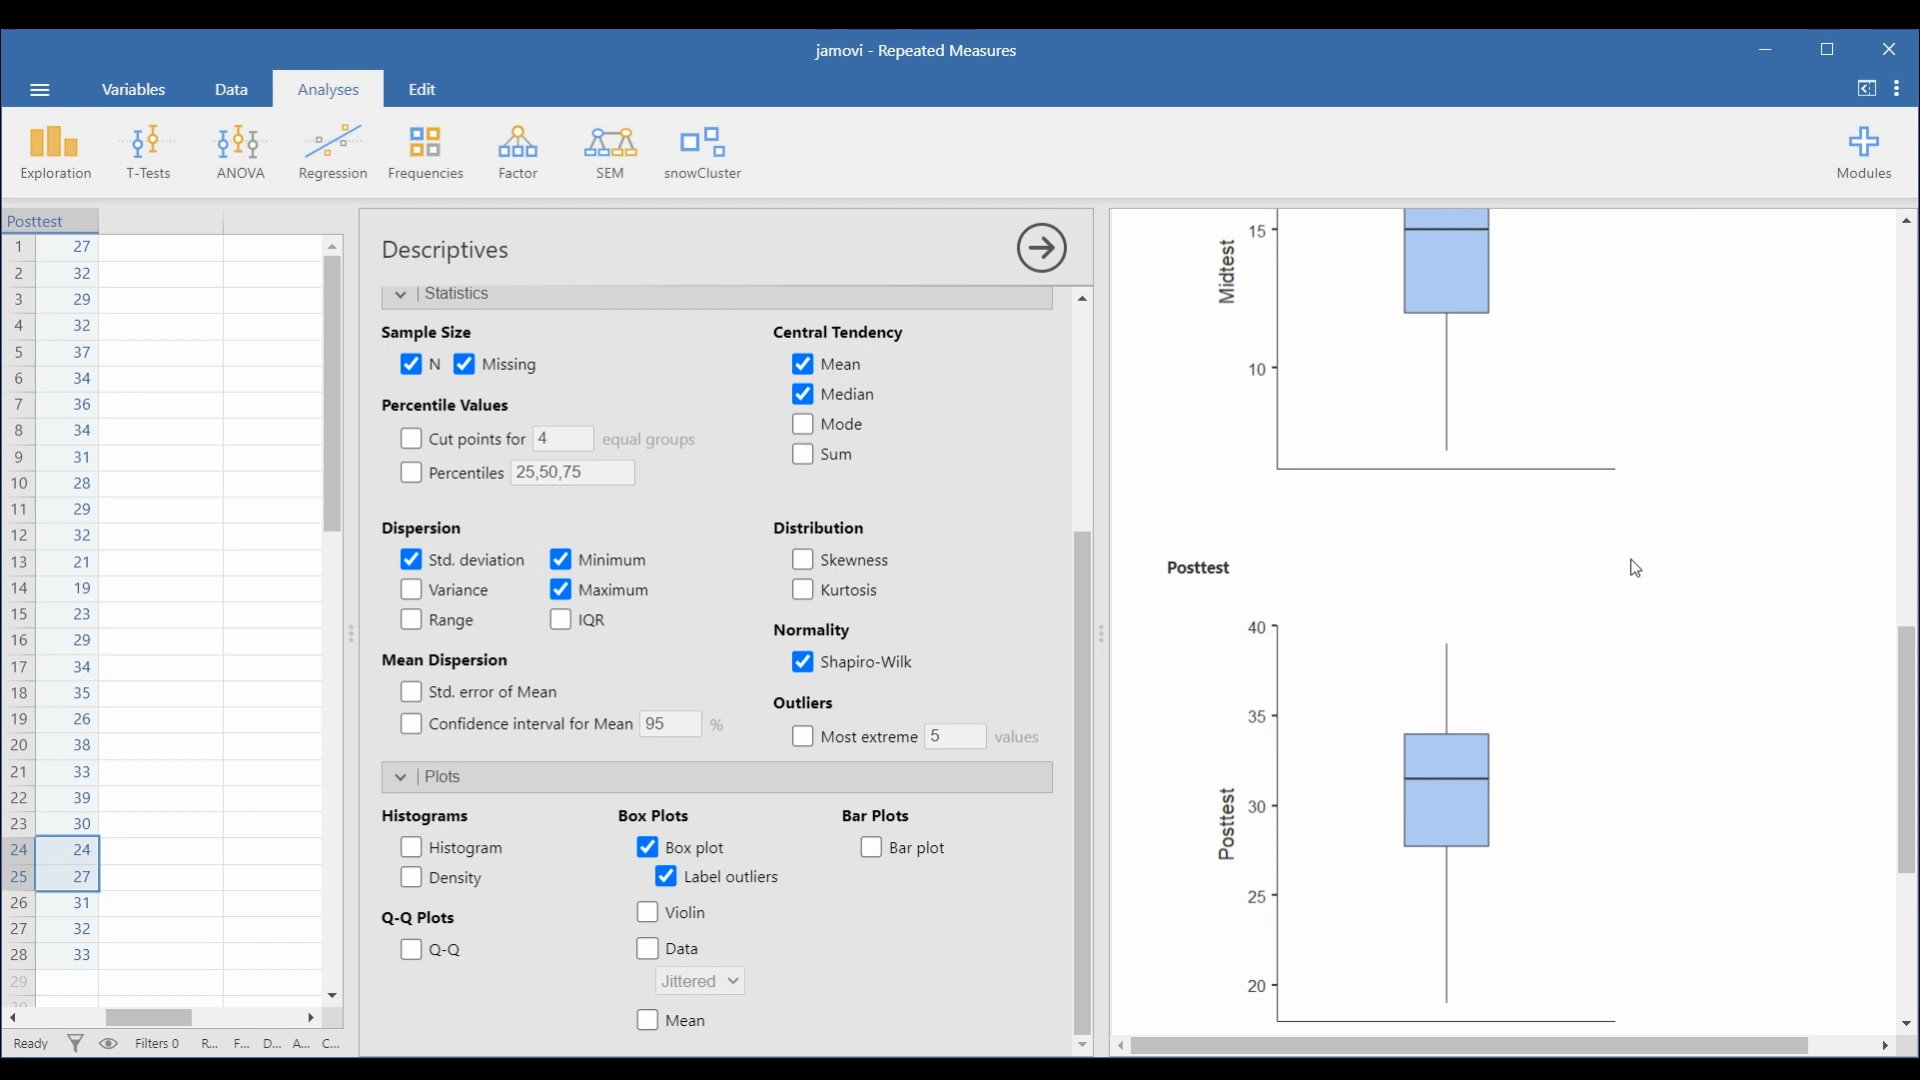 jamovi - Repeated Measures
Variables Data Analyses Edit
Exploration T-Tests ANOVA Regression Frequencies Factor SEM snowCluster Modules
Posttest
1 27
2 32
3 29
4 32
5 37
6 34
7 36
8 34
9 31
10 28
11 29
12 32
13 21
14 19
15 23
16 29
17 34
18 35
19 26
20 38
21 33
22 39
23 30
24 24
25 27
26 31
27 32
28 33
29
Ready Filters 0 R... F... D... A... C...
Descriptives
Statistics
Sample Size
N Missing
Percentile Values
Cut points for 4 equal groups
Percentiles 25,50,75
Central Tendency
Mean
Median
Mode
Sum
Dispersion
Std. deviation Minimum
Variance Maximum
Range IQR
Distribution
Skewness
Kurtosis
Mean Dispersion
Std. error of Mean
Confidence interval for Mean 95 %
Normality
Shapiro-Wilk
Outliers
Most extreme 5 values
Plots
Histograms
Histogram
Density
Q-Q Plots
Q-Q
Box Plots
Box plot
Label outliers
Violin
Data
Jittered
Mean
Bar Plots
Bar plot
Midtest
15
10
Posttest
Posttest
40
35
30
25
20